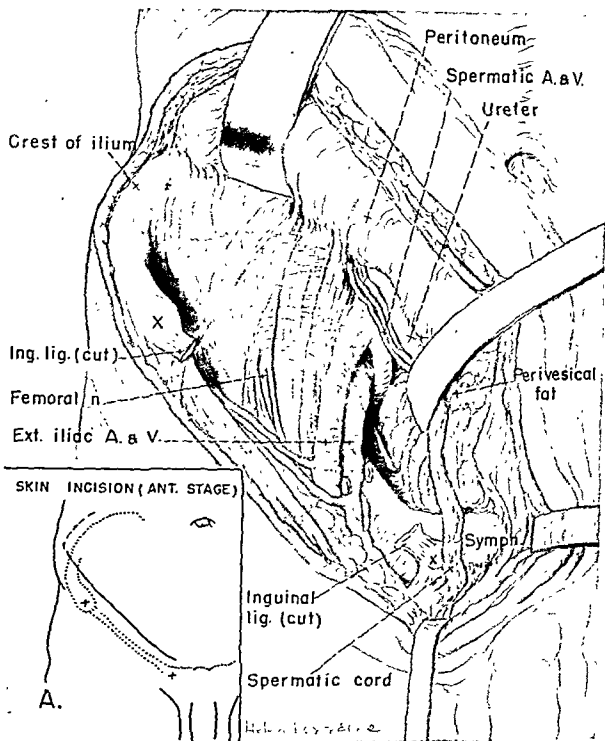 Peritoneum
Spermatic A. & V.
Ureter
Crest of ilium
X
Ing. lig. (cut)
Femoral n
Perivesical
fat
Ext. iliac A. & V.
SKIN INCISION (ANT. STAGE)
Symph.
x
Inguinal
lig. (cut)
Spermatic cord
A.